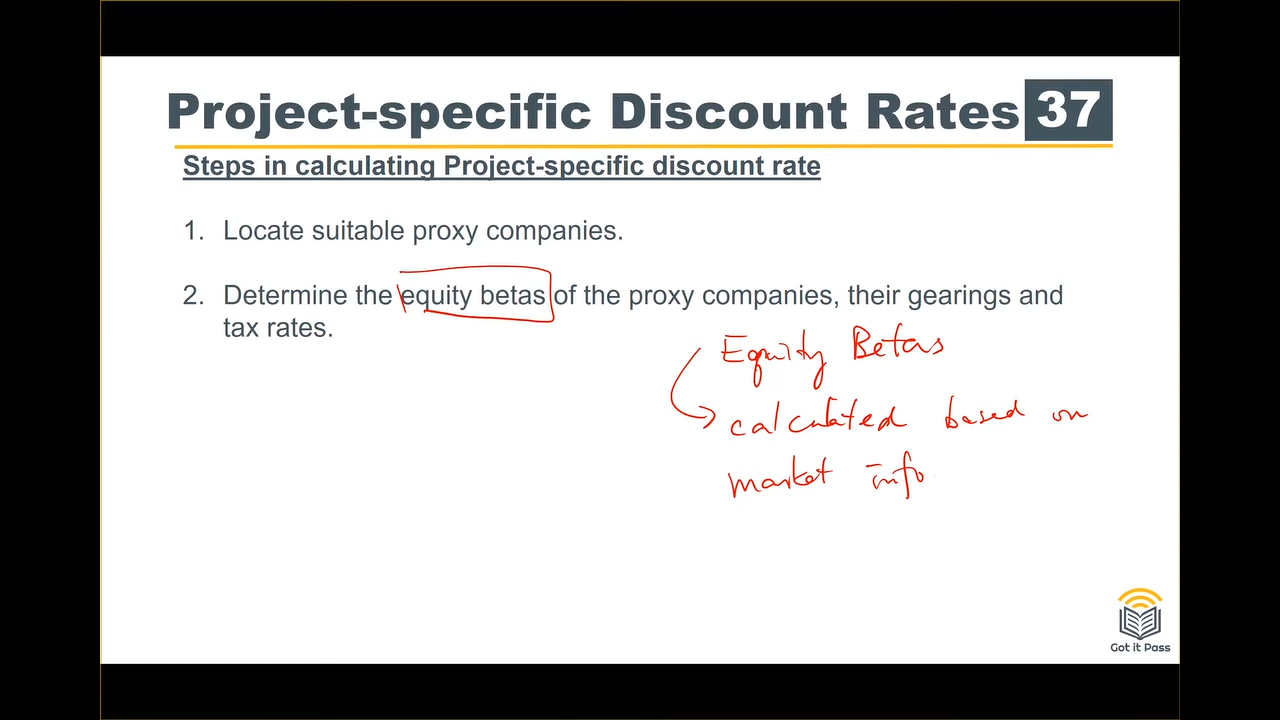 Project-specific Discount Rates 37
Steps in calculating Project-specific discount rate
1. Locate suitable proxy companies.
2. Determine the equity betas of the proxy companies, their gearings and
tax rates.
Equity Betas
calculated based on
market info
Got it Pass